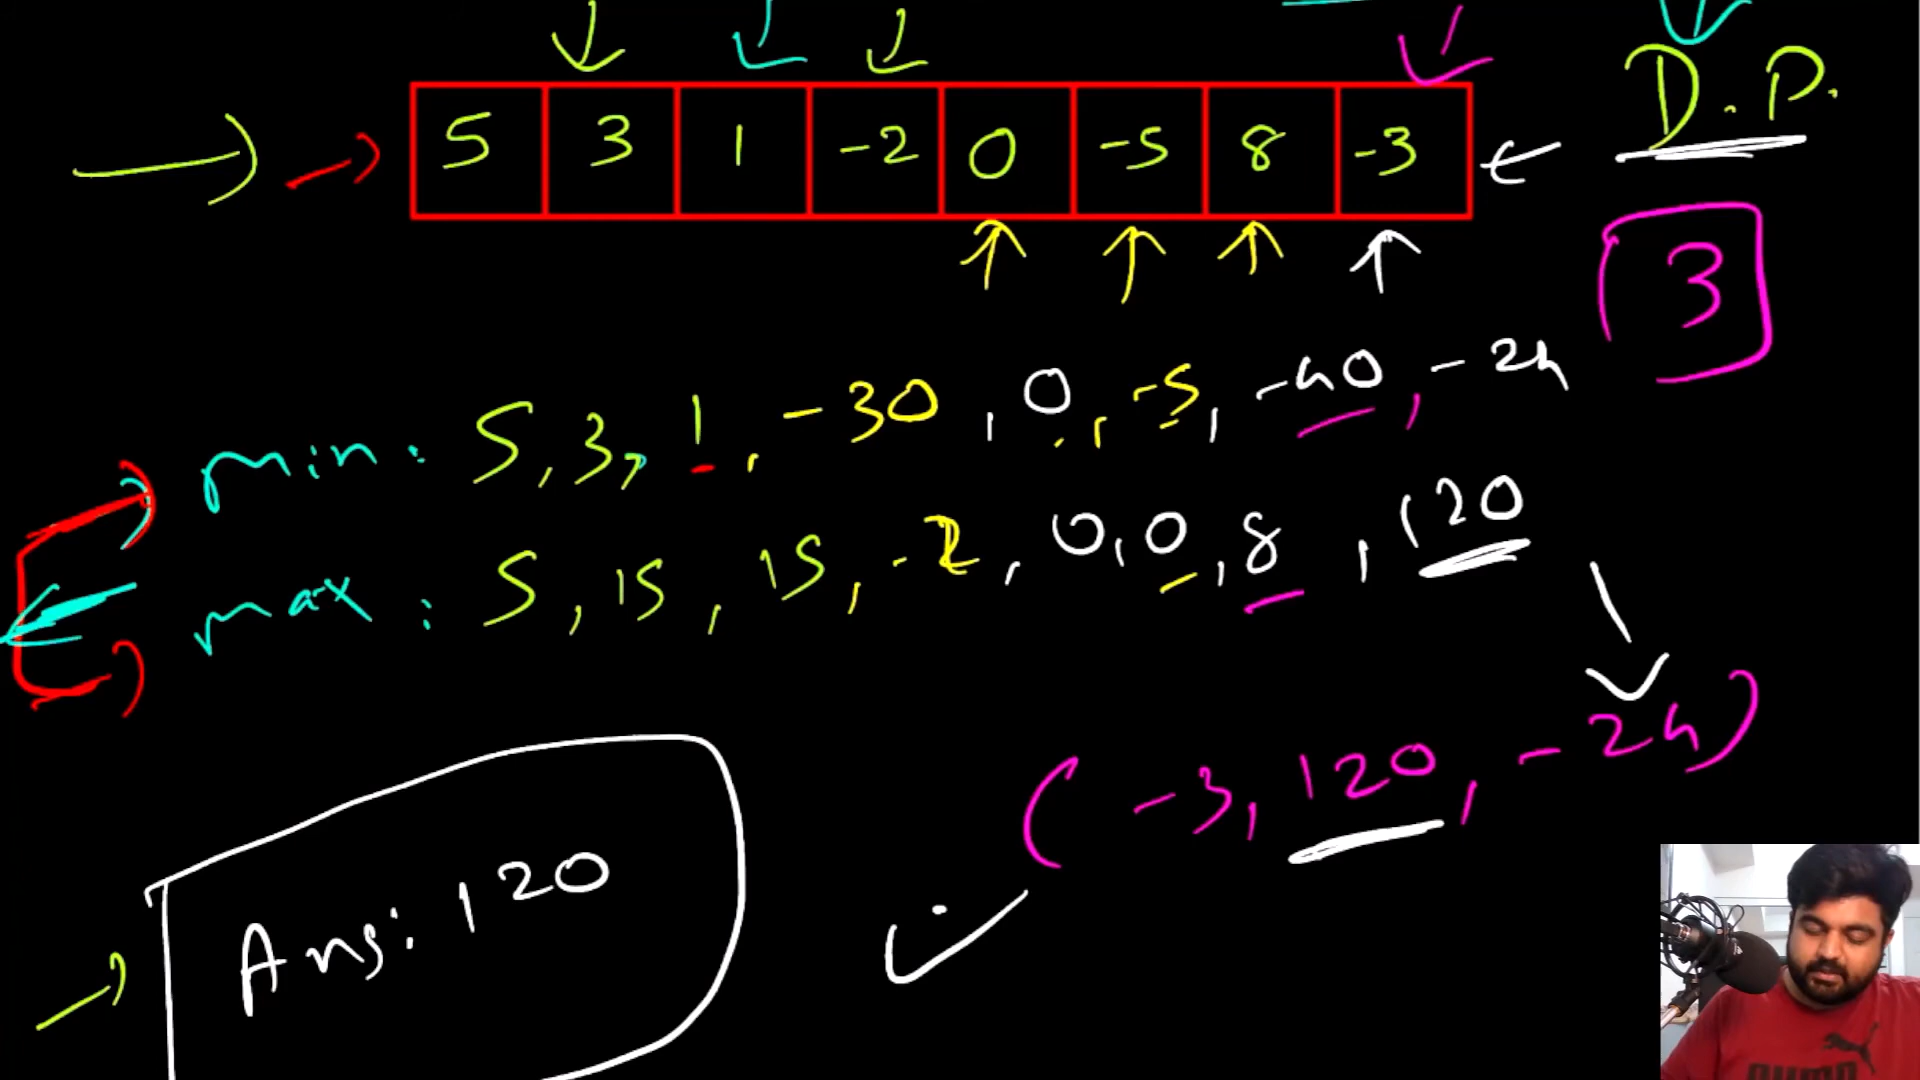 D.P.
5 3 1 -2 0 -5 8 -3
3
min: 5, 3, 1, -30, 0, -5, -40, -24
max: 5, 15, 15, -2, 0, 0, 8, 120
(-3, 120, -24)
Ans: 120
PUMA